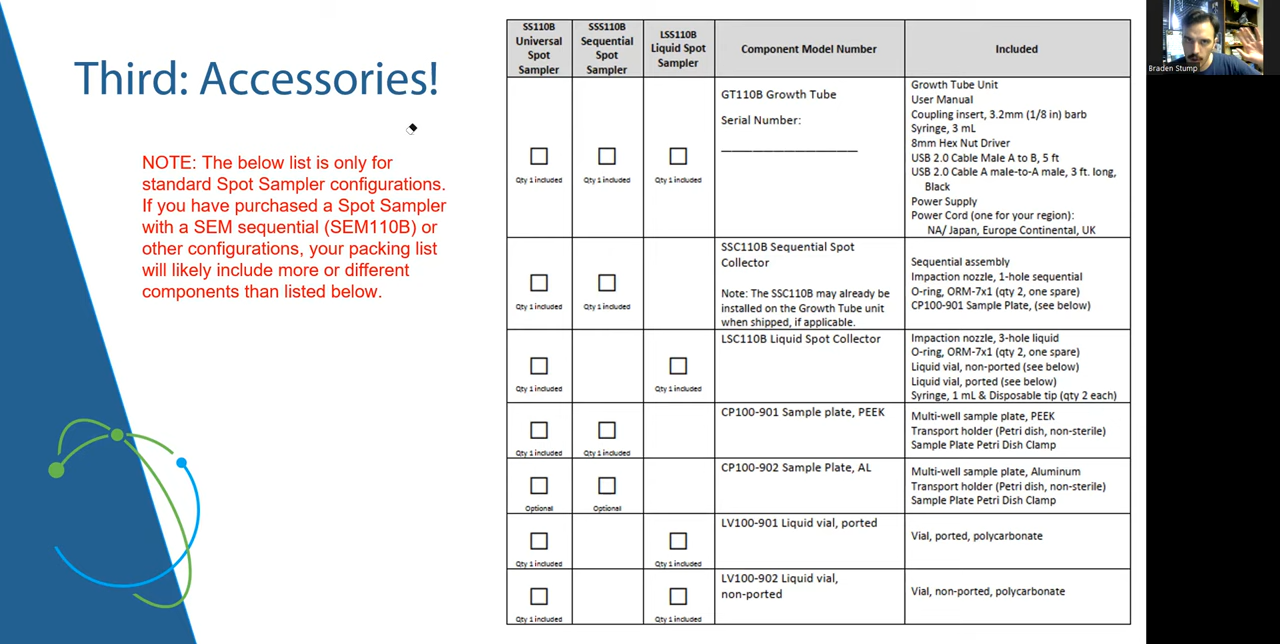 Third: Accessories!
NOTE: The below list is only for
standard Spot Sampler configurations.
If you have purchased a Spot Sampler
with a SEM sequential (SEM110B) or
other configurations, your packing list
will likely include more or different
components than listed below.
SS110B
Universal
Spot
Sampler
SSS110B
Sequential
Spot
Sampler
LSS110B
Liquid Spot
Sampler
Component Model Number
Included
Qty 1 included
Qty 1 included
Qty 1 included
GT110B Growth Tube
Serial Number:
Growth Tube Unit
User Manual
Coupling insert, 3.2mm (1/8 in) barb
Syringe, 3 mL
8mm Hex Nut Driver
USB 2.0 Cable Male A to B, 5 ft
USB 2.0 Cable A male-to-A male, 3 ft. long,
Black
Power Supply
Power Cord (one for your region):
NA/ Japan, Europe Continental, UK
Qty 1 included
Qty 1 included
SSC110B Sequential Spot
Collector
Note: The SSC110B may already be
installed on the Growth Tube unit
when shipped, if applicable.
Sequential assembly
Impaction nozzle, 1-hole sequential
O-ring, ORM-7x1 (qty 2, one spare)
CP100-901 Sample Plate, (see below)
Qty 1 included
Qty 1 included
LSC110B Liquid Spot Collector
Impaction nozzle, 3-hole liquid
O-ring, ORM-7x1 (qty 2, one spare)
Liquid vial, non-ported (see below)
Liquid vial, ported (see below)
Syringe, 1 mL & Disposable tip (qty 2 each)
Qty 1 included
Qty 1 included
CP100-901 Sample plate, PEEK
Multi-well sample plate, PEEK
Transport holder (Petri dish, non-sterile)
Sample Plate Petri Dish Clamp
Optional
Optional
CP100-902 Sample Plate, AL
Multi-well sample plate, Aluminum
Transport holder (Petri dish, non-sterile)
Sample Plate Petri Dish Clamp
Qty 1 included
Qty 1 included
LV100-901 Liquid vial, ported
Vial, ported, polycarbonate
Qty 1 included
Qty 1 included
LV100-902 Liquid vial,
non-ported
Vial, non-ported, polycarbonate
Braden Stump